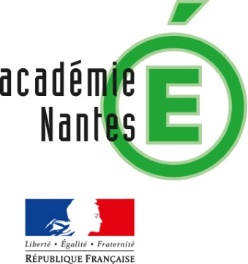 académie
Nantes É
Liberté • Égalité • Fraternité
RÉPUBLIQUE FRANÇAISE